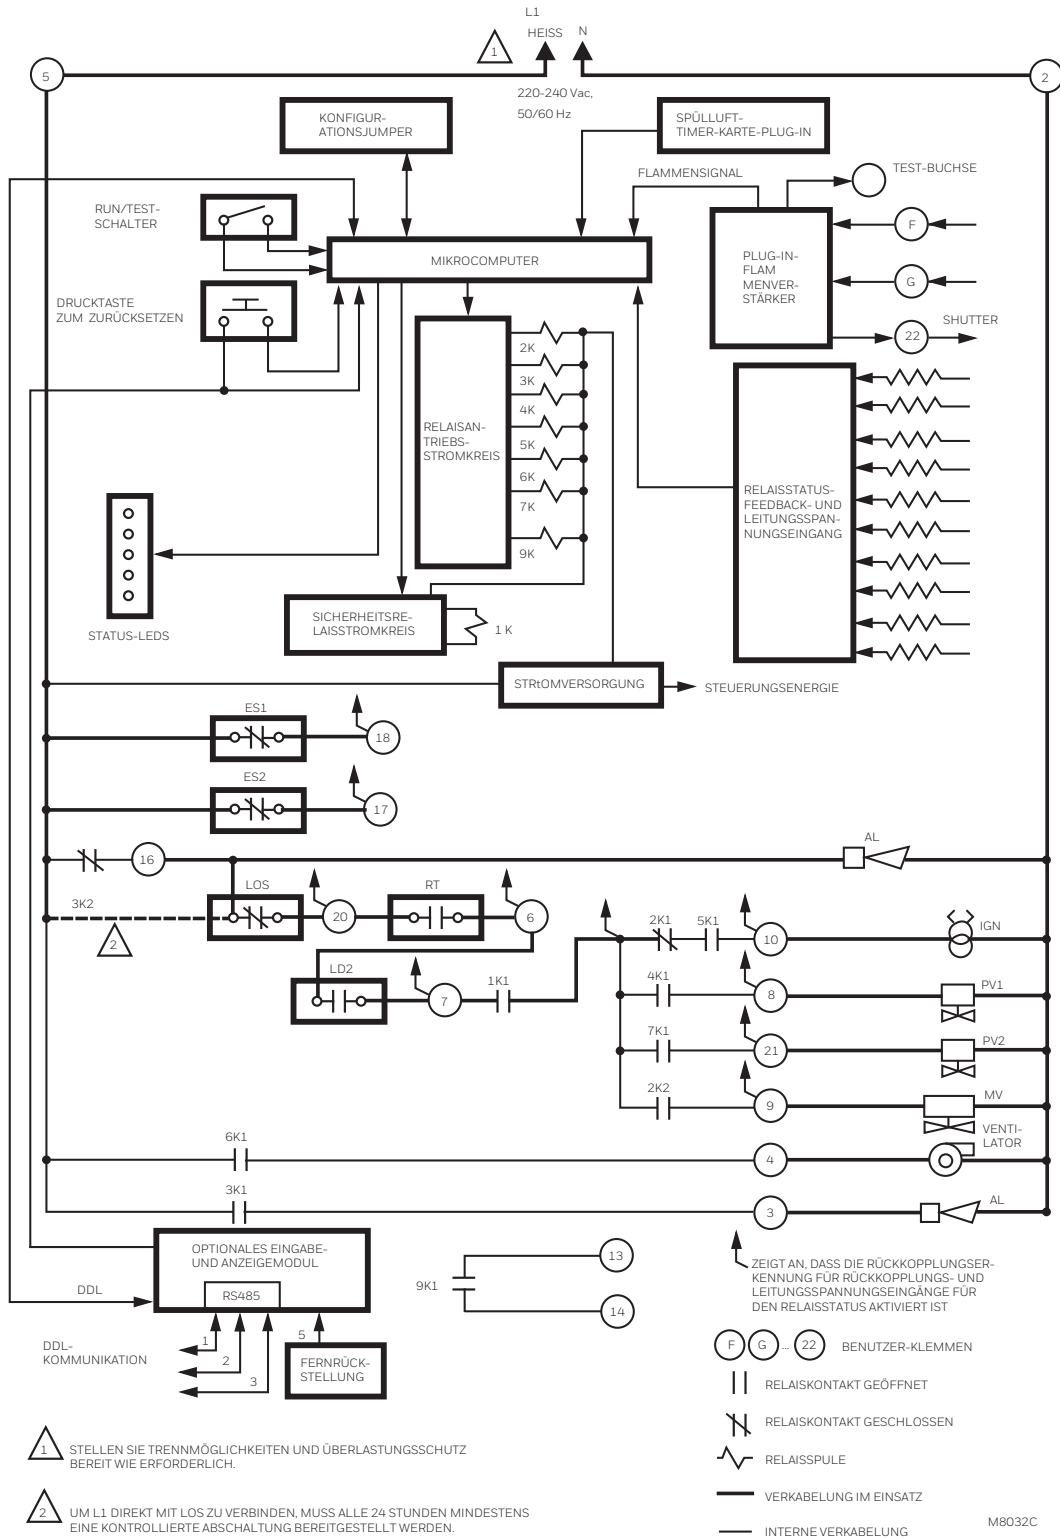 L1
HEISS N
1
5
2
220-240 Vac,
50/60 Hz
KONFIGUR-
ATIONSJUMPER
SPÜLLUFT-
TIMER-KARTE-PLUG-IN
FLAMMENSIGNAL
TEST-BUCHSE
RUN/TEST-
SCHALTER
F
MIKROCOMPUTER
PLUG-IN-
FLAM
MENVER-
STÄRKER
G
DRUCKTASTE
ZUM ZURÜCKSETZEN
SHUTTER
22
2K
3K
4K
RELAISAN-
TRIEBS-
STROMKREIS
5K
6K
7K
9K
RELAISSTATUS-
FEEDBACK- UND
LEITUNGSSPAN-
NUNGSEINGANG
SICHERHEITSRE-
LAISSTROMKREIS
1 K
STATUS-LEDS
STRtOMVERSORGUNG
STEUERUNGSENERGIE
ES1
18
ES2
17
AL
16
3K2
LOS
20
RT
6
2
LD2
7
1K1
2K1
5K1
10
IGN
4K1
8
PV1
7K1
21
PV2
2K2
9
MV
VENTI-
LATOR
6K1
4
3K1
3
AL
OPTIONALES EINGABE-
UND ANZEIGEMODUL
RS485
DDL
9K1
13
14
ZEIGT AN, DASS DIE RÜCKKOPPLUNGSER-
KENNUNG FÜR RÜCKKOPPLUNGS- UND
LEITUNGSSPANNUNGSEINGÄNGE FÜR
DEN RELAISSTATUS AKTIVIERT IST
DDL-
KOMMUNIKATION
1
2
3
5
FERNRÜCK-
STELLUNG
F G ... 22 BENUTZER-KLEMMEN
RELAISKONTAKT GEÖFFNET
RELAISKONTAKT GESCHLOSSEN
RELAISSPULE
VERKABELUNG IM EINSATZ
INTERNE VERKABELUNG
1 STELLEN SIE TRENNMÖGLICHKEITEN UND ÜBERLASTUNGSSCHUTZ
BEREIT WIE ERFORDERLICH.
2 UM L1 DIREKT MIT LOS ZU VERBINDEN, MUSS ALLE 24 STUNDEN MINDESTENS
EINE KONTROLLIERTE ABSCHALTUNG BEREITGESTELLT WERDEN.
M8032C